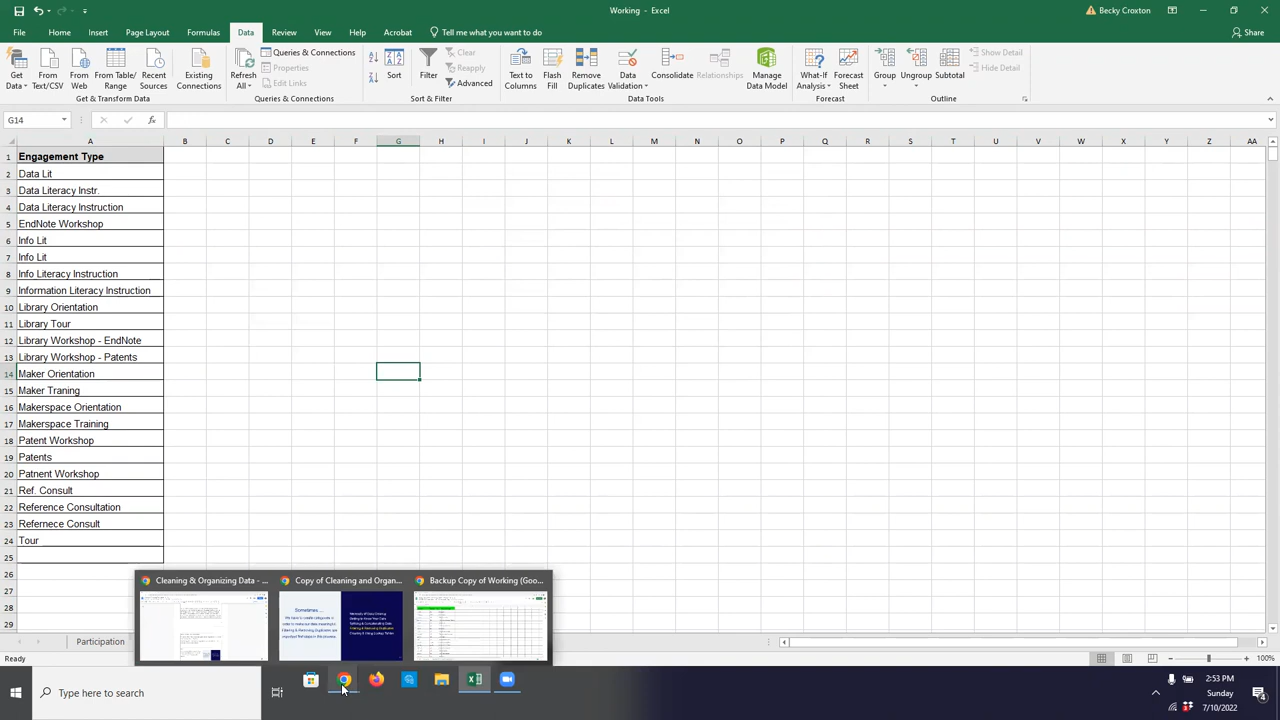 Working - Excel
Becky Croxton
File Home Insert Page Layout Formulas Data Review View Help Acrobat Tell me what you want to do
Share
Get Data
From Text/CSV
From Web
From Table/ Range
Recent Sources
Existing Connections
Get & Transform Data
Refresh All
Queries & Connections
Properties
Edit Links
Queries & Connections
Sort
Filter
Clear
Reapply
Advanced
Sort & Filter
Text to Columns
Flash Fill
Remove Duplicates
Data Validation
Consolidate
Relationships
Manage Data Model
Data Tools
What-If Analysis
Forecast Sheet
Forecast
Group
Ungroup
Subtotal
Show Detail
Hide Detail
Outline
G14
fx
A B C D E F G H I J K L M N O P Q R S T U V W X Y Z AA
1 Engagement Type
2 Data Lit
3 Data Literacy Instr.
4 Data Literacy Instruction
5 EndNote Workshop
6 Info Lit
7 Info Lit
8 Info Literacy Instruction
9 Information Literacy Instruction
10 Library Orientation
11 Library Tour
12 Library Workshop - EndNote
13 Library Workshop - Patents
14 Maker Orientation
15 Maker Traning
16 Makerspace Orientation
17 Makerspace Training
18 Patent Workshop
19 Patents
20 Patnent Workshop
21 Ref. Consult
22 Reference Consultation
23 Refernece Consult
24 Tour
25
26
27
28
29
Cleaning & Organizing Data - ...
Copy of Cleaning and Organ...
Backup Copy of Working (Goo...
Sometimes ...
Participation
Ready
100%
Type here to search
Sunday
7/10/2022
4